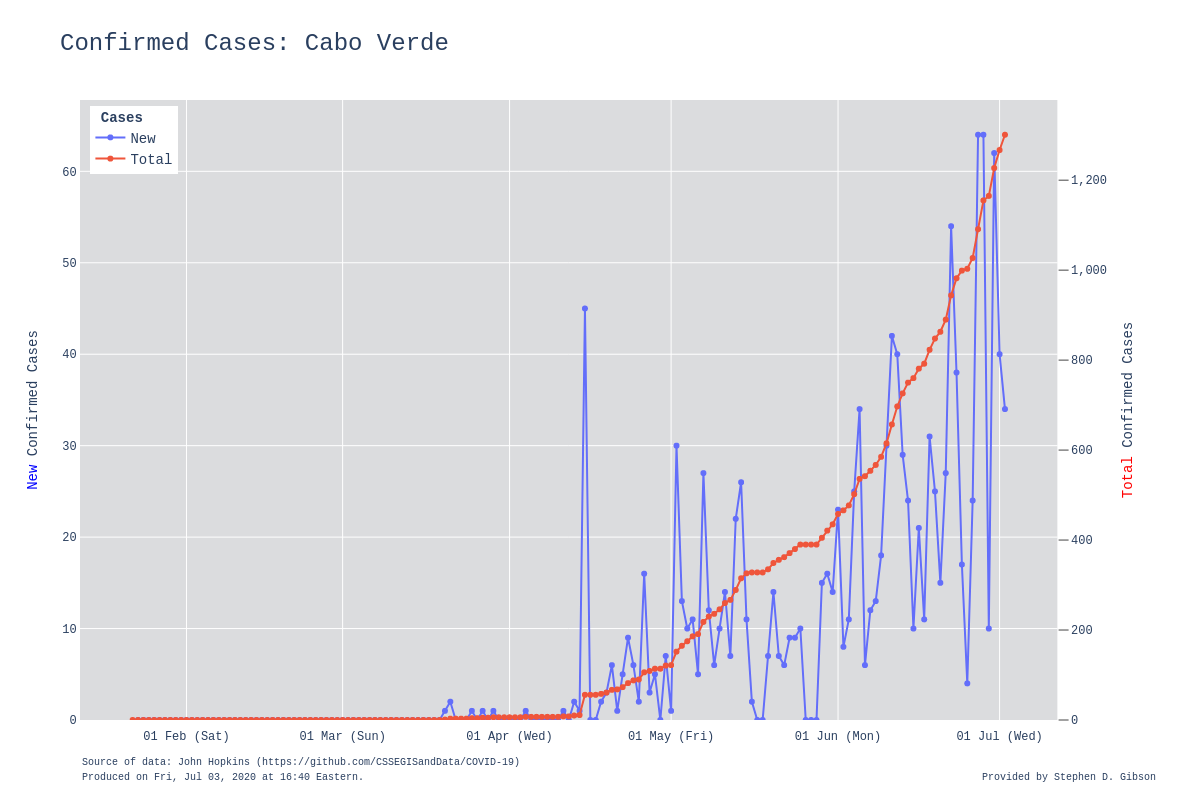 Confirmed Cases: Cabo Verde
Cases
New
Total
60
50
40
30
20
10
0
1,200
1,000
800
600
400
200
0
New Confirmed Cases
Total Confirmed Cases
01 Feb (Sat)
01 Mar (Sun)
01 Apr (Wed)
01 May (Fri)
01 Jun (Mon)
01 Jul (Wed)
Source of data: John Hopkins (https://github.com/CSSEGISandData/COVID-19)
Produced on Fri, Jul 03, 2020 at 16:40 Eastern.
Provided by Stephen D. Gibson